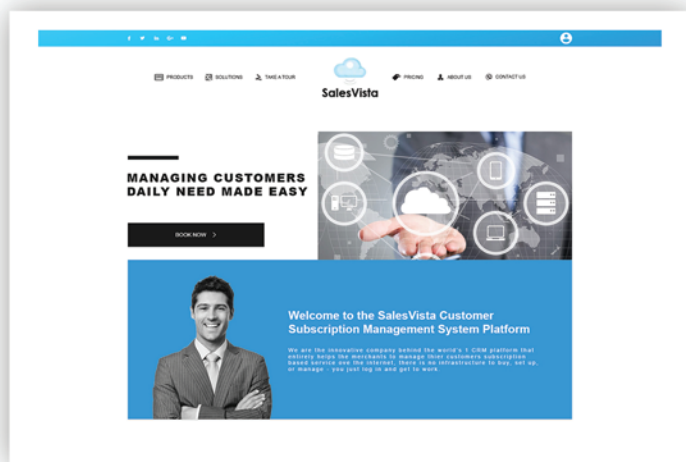 PRODUCTS SOLUTIONS TAKE A TOUR PRICING ABOUT US CONTACT US
SalesVista
MANAGING CUSTOMERS
DAILY NEED MADE EASY
BOOK NOW >
Welcome to the SalesVista Customer
Subscription Management System Platform
We are the innovative company behind the world's 1 CRM platform that
entirely helps the merchants to manage thier customers subscription
based service ove the internet, there is no infrastructure to buy, set up,
or manage - you just log in and get to work